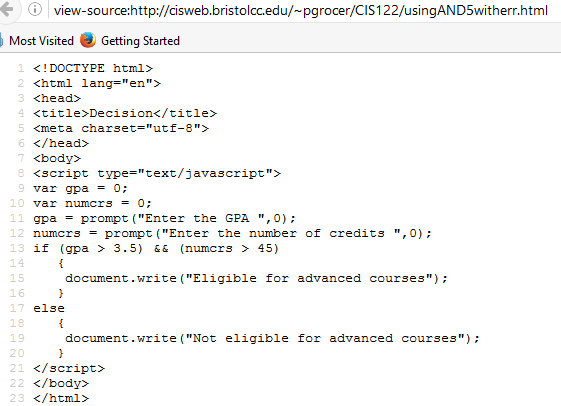 view-source:http://cisweb.bristolcc.edu/~pgrocer/CIS122/usingAND5witherr.html
Most Visited Getting Started
1 <!DOCTYPE html>
2 <html lang="en">
3 <head>
4 <title>Decision</title>
5 <meta charset="utf-8">
6 </head>
7 <body>
8 <script type="text/javascript">
9 var gpa = 0;
10 var numcrs = 0;
11 gpa = prompt("Enter the GPA ",0);
12 numcrs = prompt("Enter the number of credits ",0);
13 if (gpa > 3.5) && (numcrs > 45)
14 {
15 document.write("Eligible for advanced courses");
16 }
17 else
18 {
19 document.write("Not eligible for advanced courses");
20 }
21 </script>
22 </body>
23 </html>